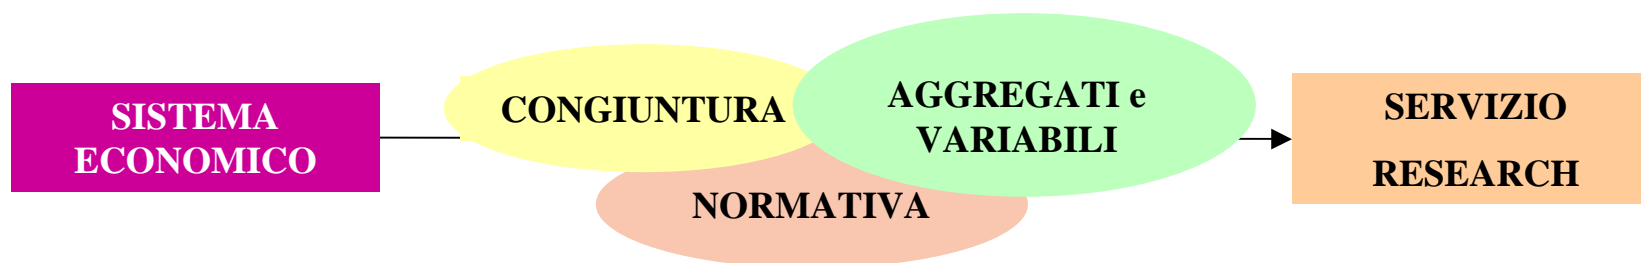 SISTEMA
ECONOMICO
CONGIUNTURA
AGGREGATI e
VARIABILI
NORMATIVA
SERVIZIO
RESEARCH